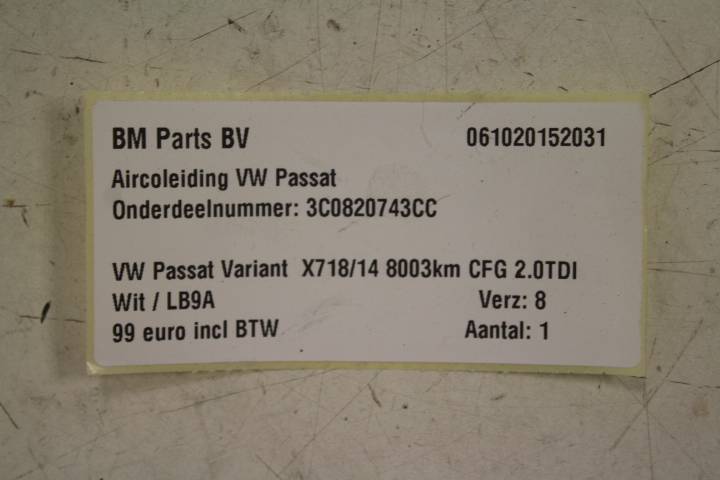 BM Parts BV 061020152031
Aircoleiding VW Passat
Onderdeelnummer: 3C0820743CC
VW Passat Variant X718/14 8003km CFG 2.0TDI
Wit / LB9A Verz: 8
99 euro incl BTW Aantal: 1